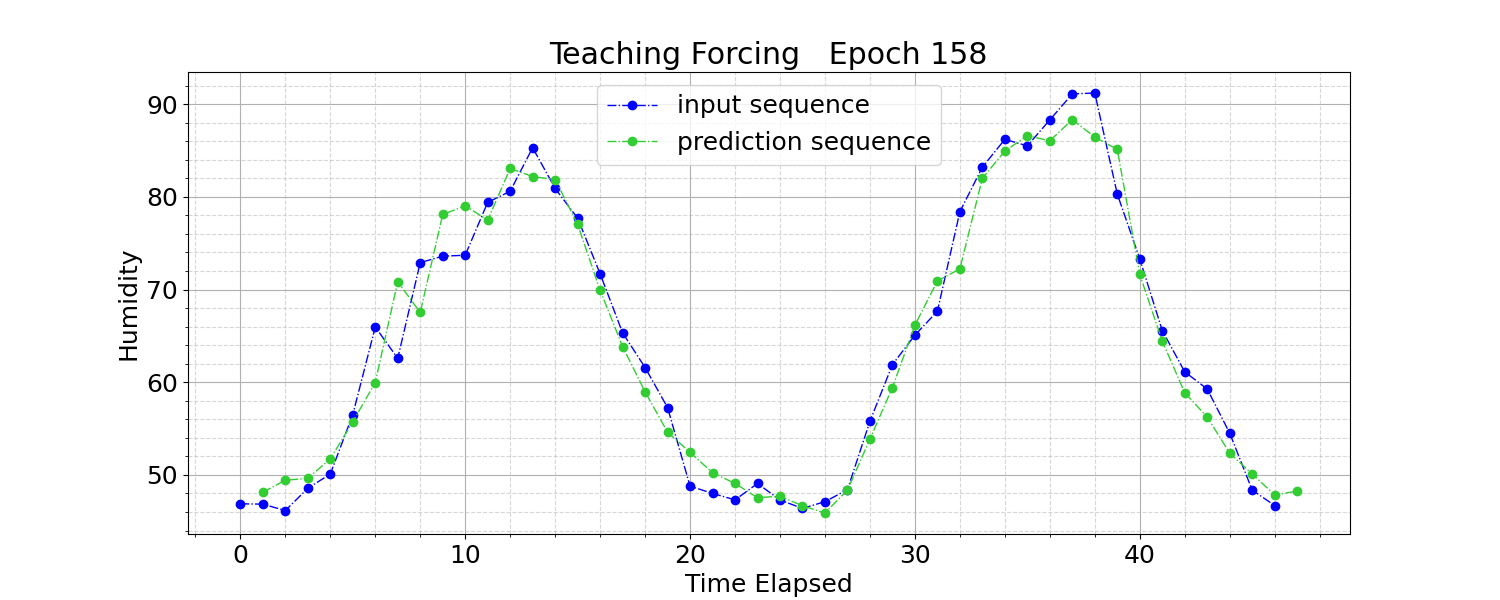 Teaching Forcing   Epoch 158
input sequence
prediction sequence
Humidity
90
80
70
60
50
0 10 20 30 40
Time Elapsed